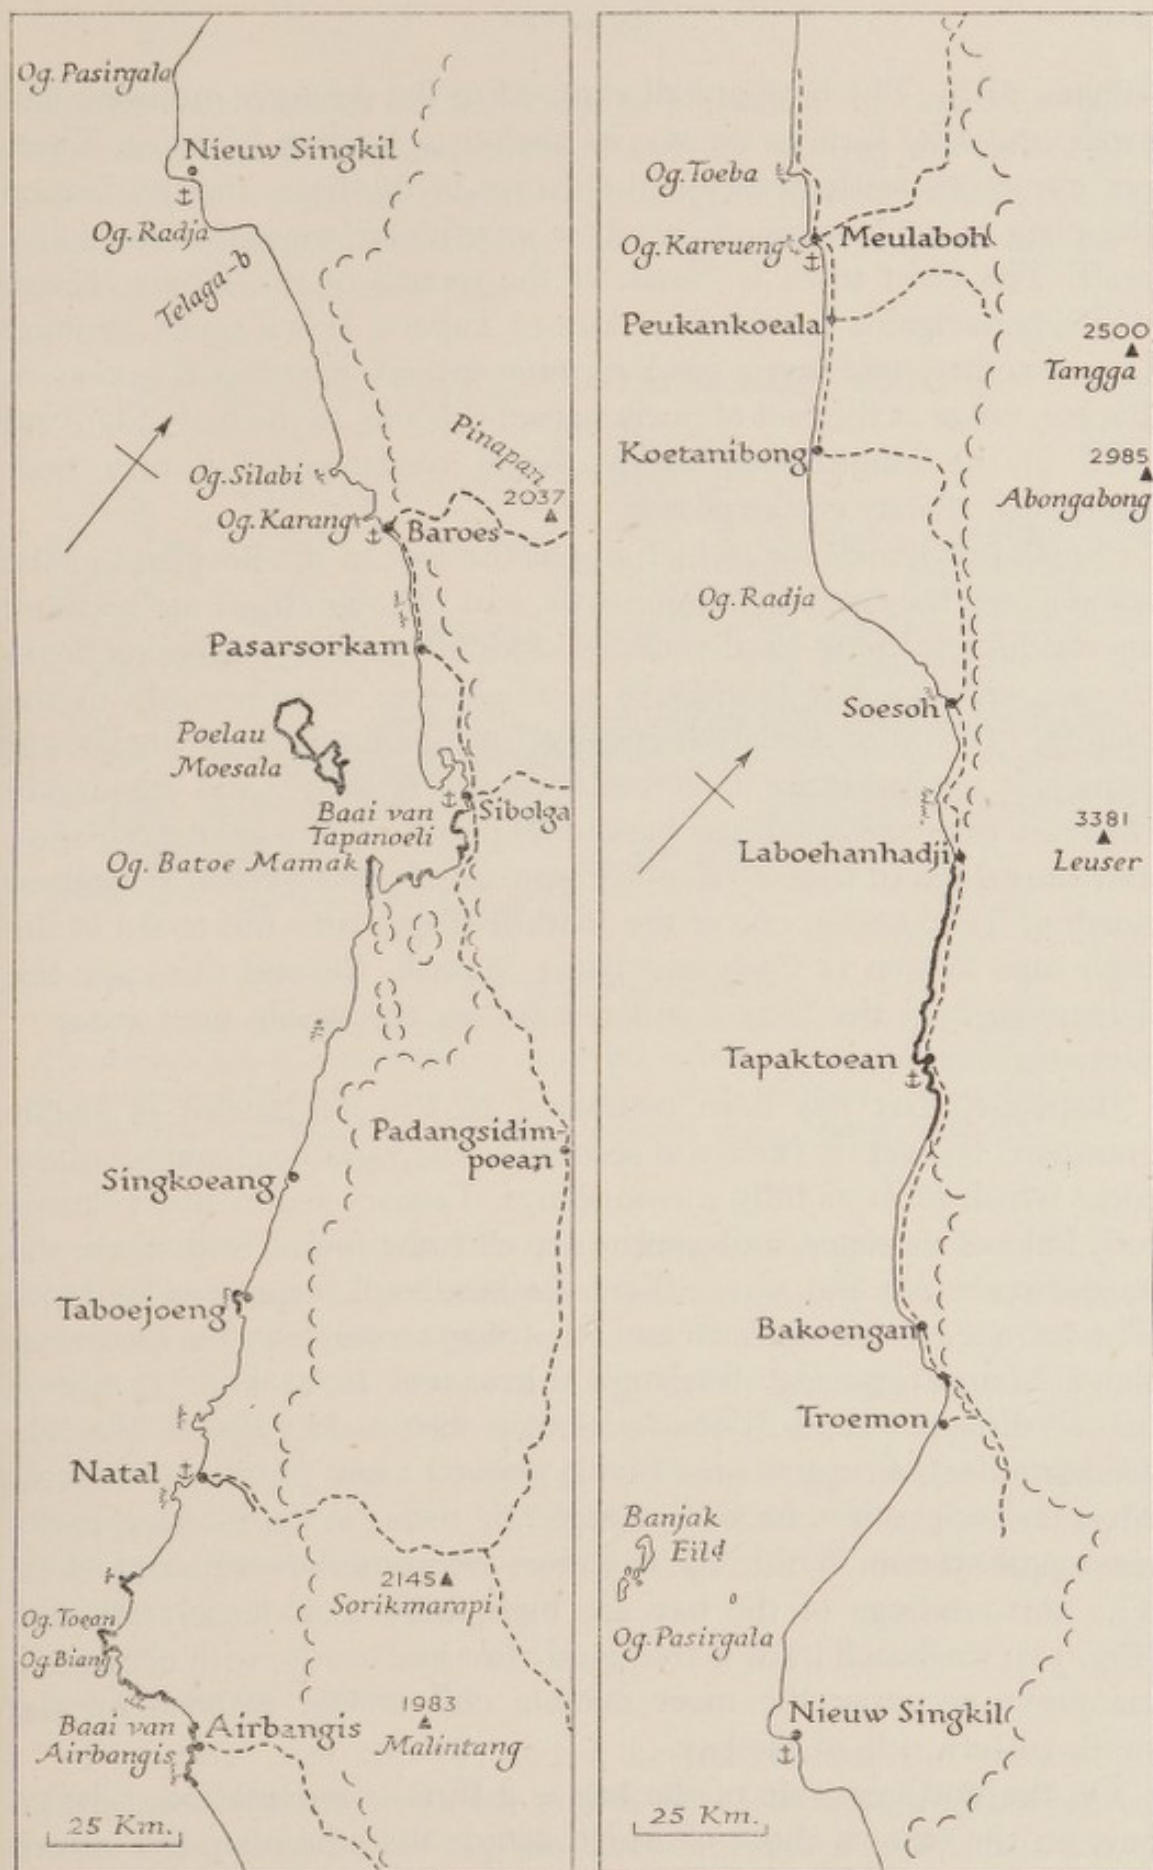 Og. Pasirgala
Nieuw Singkil
Og. Radja
Telaga-b
Pinapan
2037
Og. Silabi
Og. Karang
Baroes
Pasarsorkam
Poelau
Moesala
Baai van
Tapanoeli
Sibolga
Og. Batoe Mamak
Padangsidim-
poean
Singkoeang
Taboejoeng
Natal
2145
Sorikmarapi
Og. Toean
Og. Biang
1983
Malintang
Baai van
Airbangis
Airbangis
25 Km.
Og. Toeba
Og. Kareueng
Meulaboh
Peukankoeala
2500
Tangga
Koetanibong
2985
Abongabong
Og. Radja
Soesoh
3381
Leuser
Laboehanhadji
Tapaktoean
Bakoengan
Troemon
Banjak
Eild
Og. Pasirgala
Nieuw Singkil
25 Km.